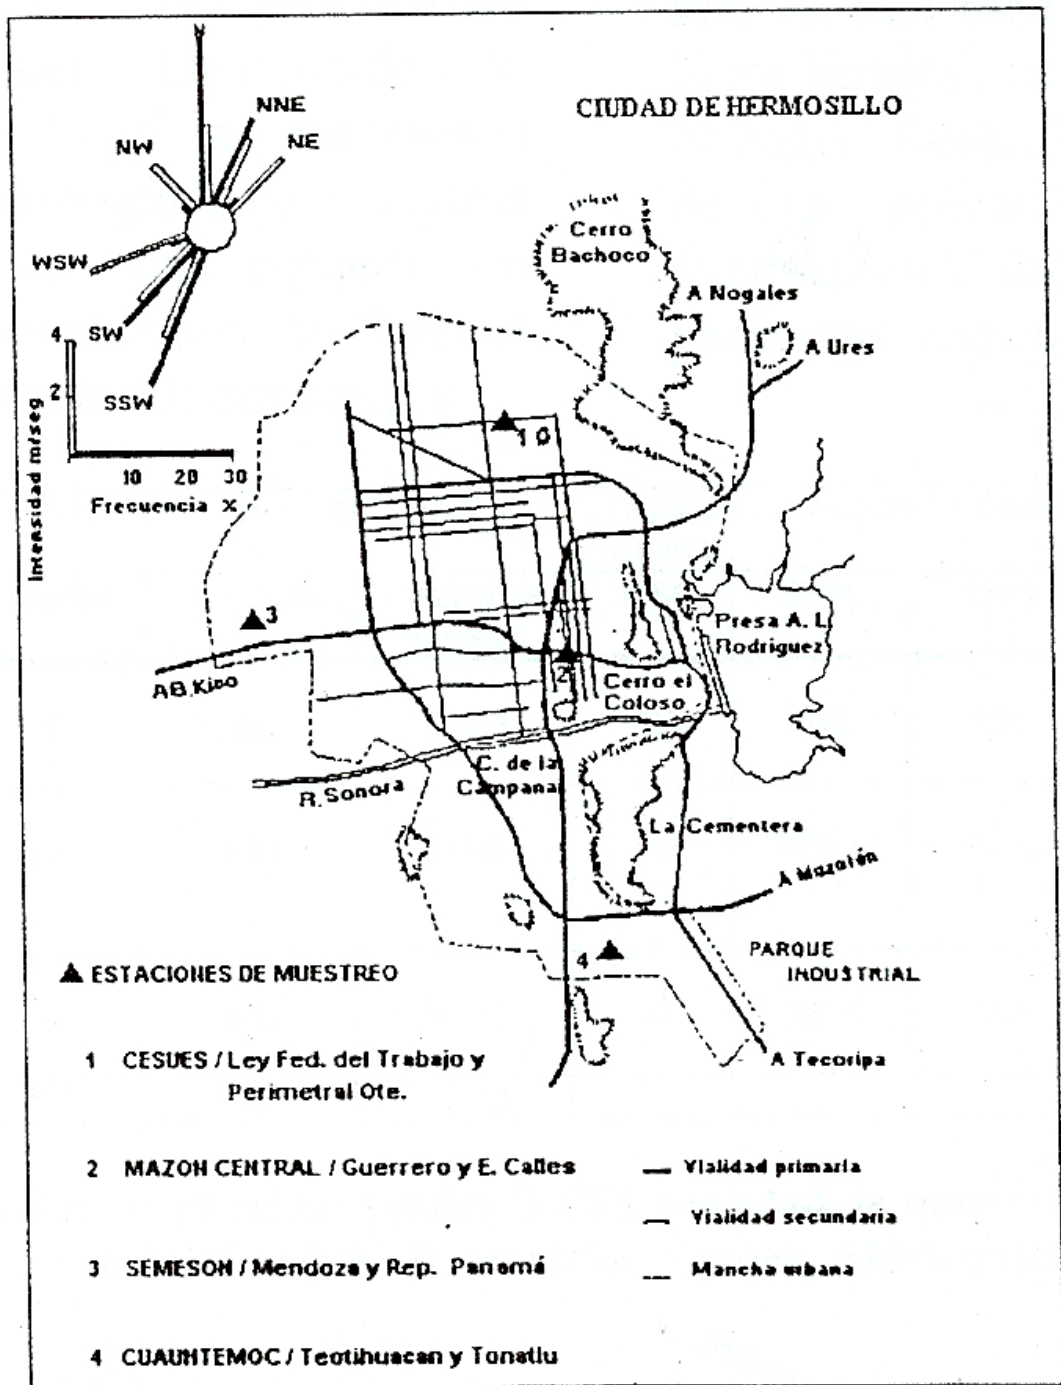 N
NNE
NE
NW
WSW
SW
SSW
CIUDAD DE HERMOSILLO
4
2
Intensidad m/seg
10 20 30
Frecuencia %
Cerro
Bachoco
A Nogales
A Ures
1
3
A B. Kino
2
Presa A. L.
Rodriguez
Cerro el
Coloso
C. de la
Campana
R. Sonora
La Cementera
A Mazatán
4
PARQUE
INDUSTRIAL
A Tecoripa
ESTACIONES DE MUESTREO
1 CESUES / Ley Fed. del Trabajo y
Perimetral Ote.
2 MAZON CENTRAL / Guerrero y E. Calles
3 SEMESON / Mendoza y Rep. Panamá
4 CUAUHTEMOC / Teotihuacan y Tonatiu
Vialidad primaria
Vialidad secundaria
Mancha urbana